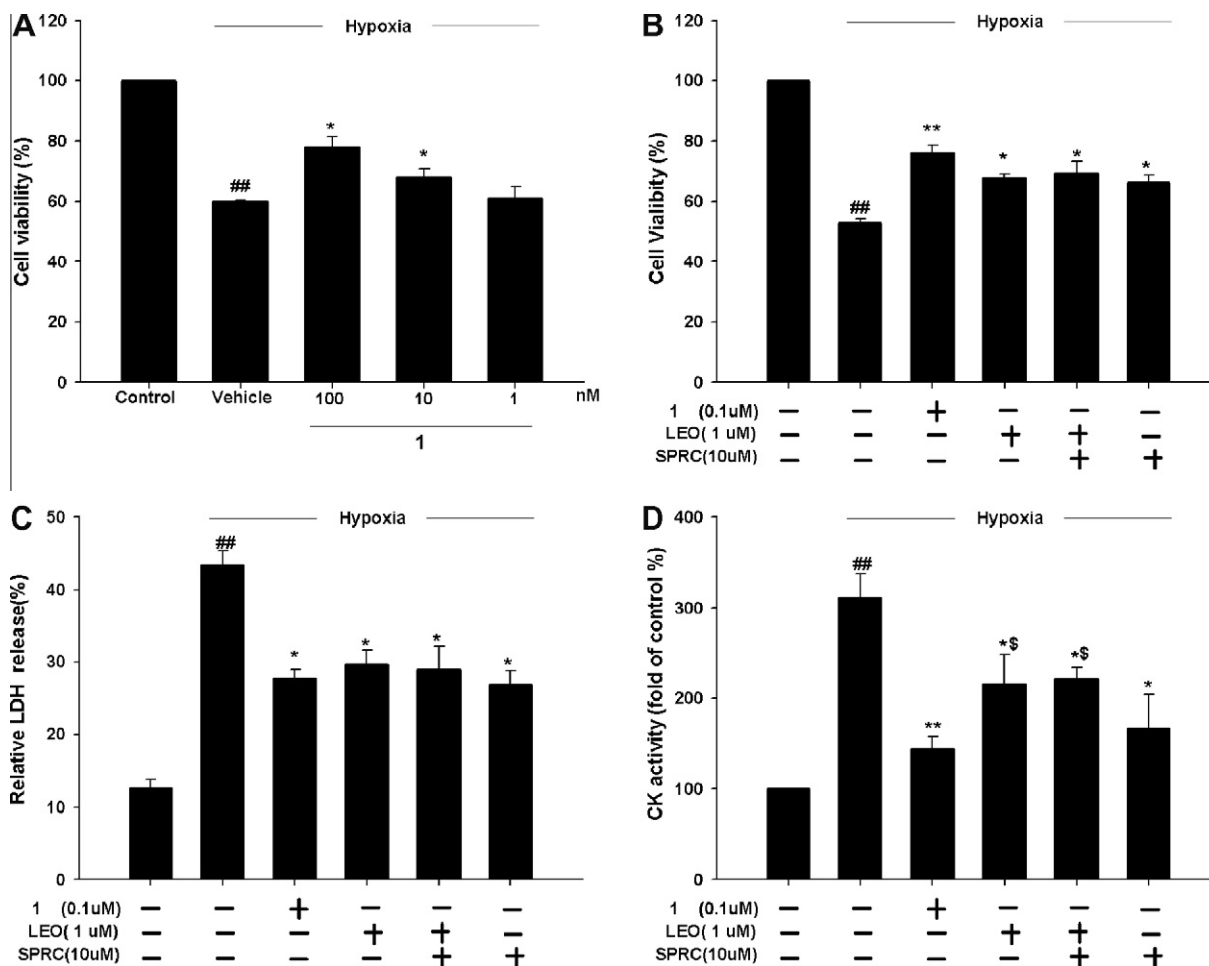 A
Hypoxia
Cell viability (%)
120
100
80
60
40
20
0
##
*
*
Control Vehicle 100 10 1 nM
1
B
Hypoxia
Cell Vialibity (%)
120
100
80
60
40
20
0
##
**
*
*
*
1 (0.1uM) − − + − − −
LEO( 1 uM) − − − + + −
SPRC(10uM) − − − − + +
C
Hypoxia
Relative LDH release(%)
50
40
30
20
10
0
##
*
*
*
*
1 (0.1uM) − − + − − −
LEO( 1 uM) − − − + + −
SPRC(10uM) − − − − + +
D
Hypoxia
CK activity (fold of control %)
400
300
200
100
0
##
**
*$
*$
*
1 (0.1uM) − − + − − −
LEO( 1 uM) − − − + + −
SPRC(10uM) − − − − + +